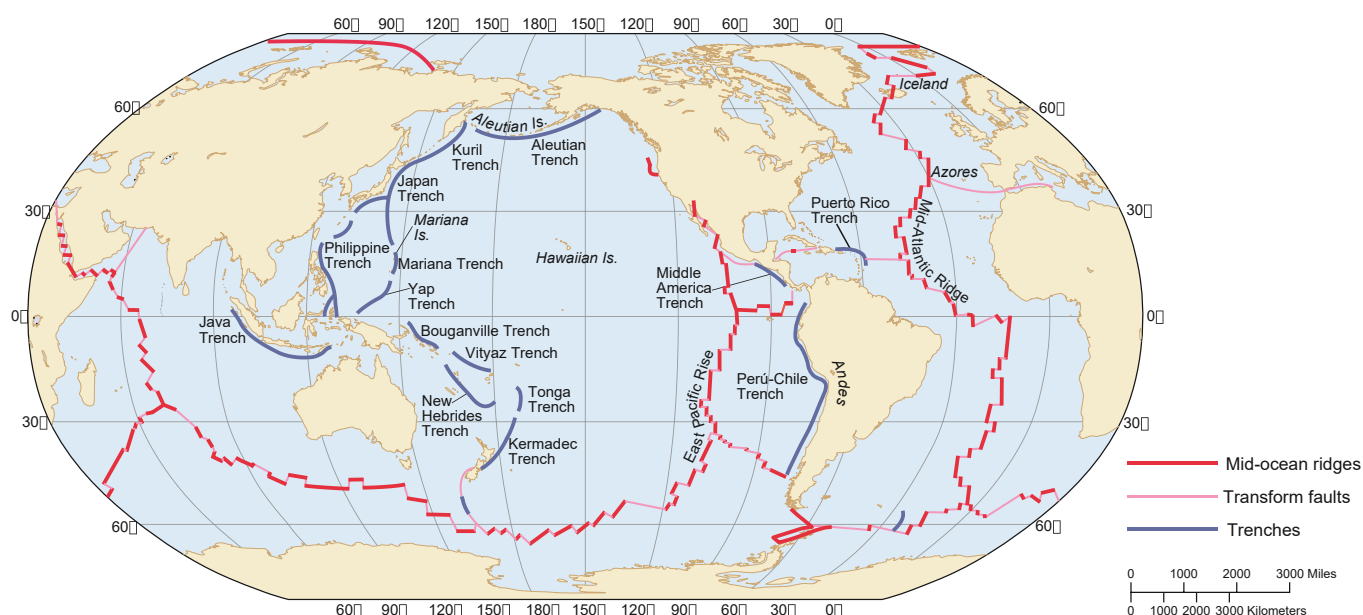 60▯ 90▯ 120▯ 150▯ 180▯ 150▯ 120▯ 90▯ 60▯ 30▯ 0▯
Iceland
60▯
60▯
Aleutian Is.
Kuril
Trench
Aleutian
Trench
Azores
Japan
Trench
Puerto Rico
Trench
30▯
30▯
Mariana
Is.
Mid-Atlantic Ridge
Philippine
Trench
Hawaiian Is.
Mariana Trench
Middle
America
Trench
Yap
Trench
0▯
0▯
Java
Trench
Bouganville Trench
Vityaz Trench
East Pacific Rise
Perú-Chile
Trench
Andes
New
Hebrides
Trench
Tonga
Trench
30▯
30▯
Kermadec
Trench
60▯
60▯
60▯ 90▯ 120▯ 150▯ 180▯ 150▯ 120▯ 90▯ 60▯ 30▯ 0▯
Mid-ocean ridges
Transform faults
Trenches
0 1000 2000 3000 Miles
0 1000 2000 3000 Kilometers